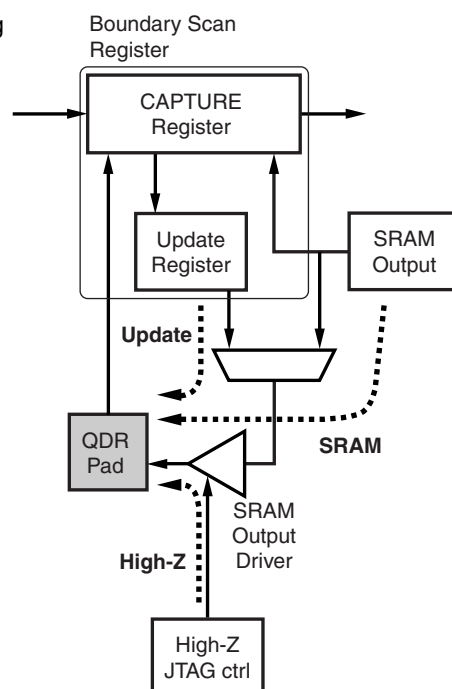 g
Boundary Scan
Register
CAPTURE
Register
Update
Register
SRAM
Output
Update
SRAM
QDR
Pad
SRAM
Output
Driver
High-Z
High-Z
JTAG ctrl